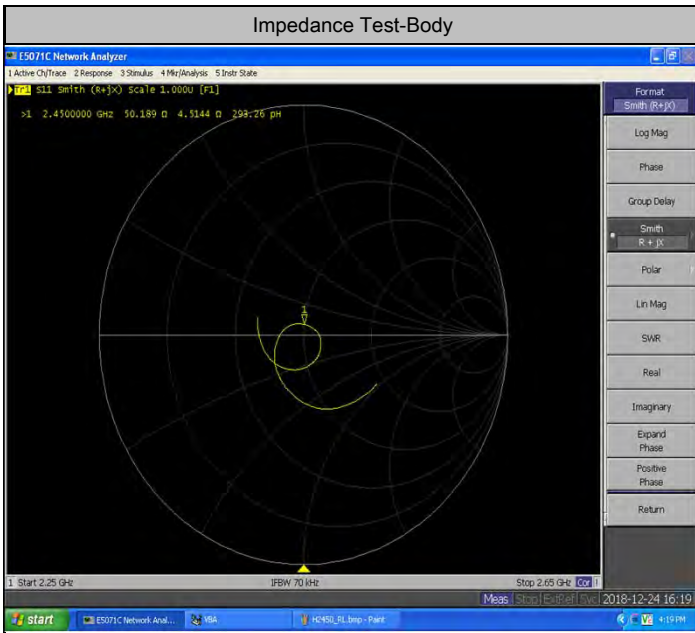 Impedance Test-Body
E5071C Network Analyzer
1 Active Ch/Trace 2 Response 3 Stimulus 4 Mkr/Analysis 5 Instr State
Tr1 S11 Smith (R+jX) Scale 1.000U [F1]
>1 2.4500000 GHz 50.189 Ω 4.5144 Ω 293.26 pH
1
Format
Smith (R+jX)
Log Mag
Phase
Group Delay
Smith
R + jX
Polar
Lin Mag
SWR
Real
Imaginary
Expand
Phase
Positive
Phase
Return
1 Start 2.25 GHz IFBW 70 kHz Stop 2.65 GHz Cor !
Meas Stop ExtRef Svc 2018-12-24 16:19
start E5071C Network Anal... VBA H2450_RL.bmp - Paint 4:19 PM